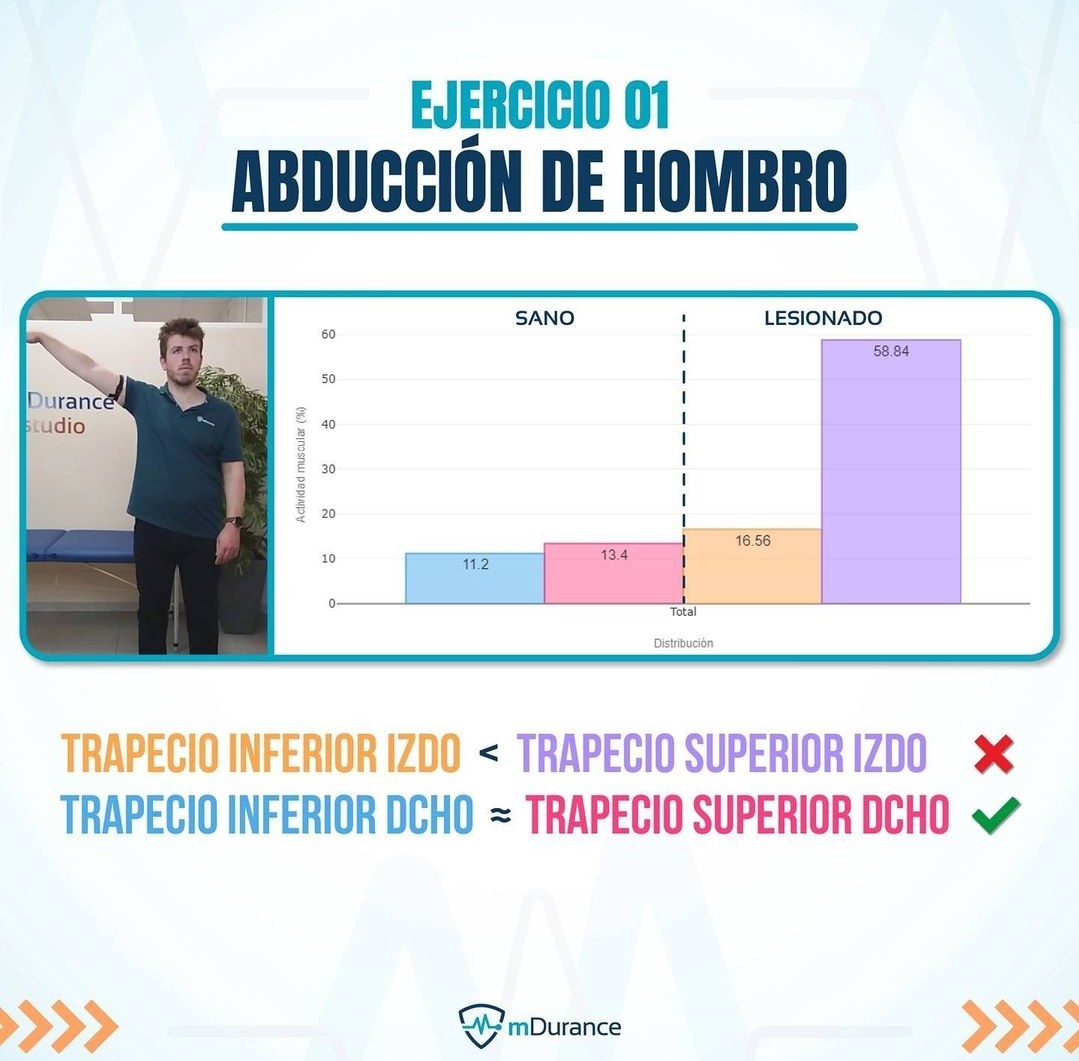 EJERCICIO 01
ABDUCCIÓN DE HOMBRO
Durance
studio
SANO
LESIONADO
Actividad muscular (%)
60
50
40
30
20
10
0
11.2
13.4
16.56
58.84
Total
Distribución
TRAPECIO INFERIOR IZDO < TRAPECIO SUPERIOR IZDO
TRAPECIO INFERIOR DCHO ≈ TRAPECIO SUPERIOR DCHO
mDurance